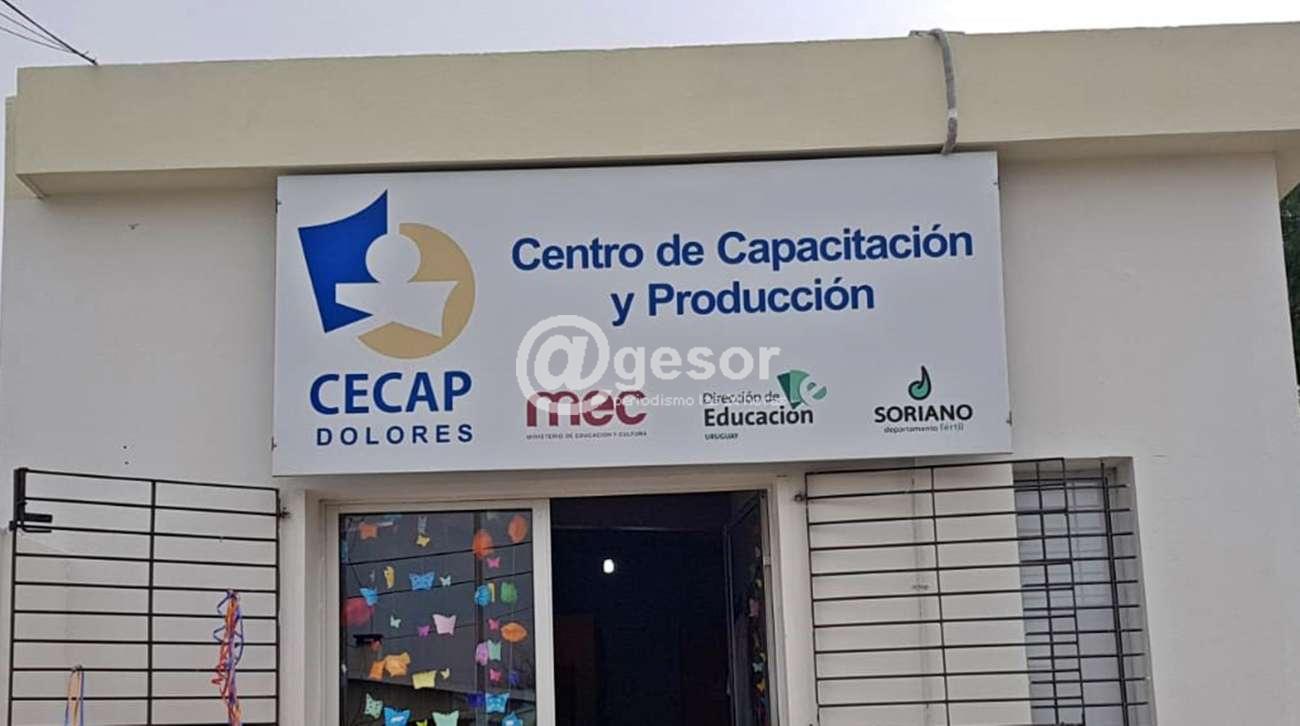 Centro de Capacitación
y Producción
CECAP
DOLORES
@gesor
periodismo
mec
MINISTERIO DE EDUCACIÓN Y CULTURA
Dirección de
Educación
URUGUAY
e
SORIANO
departamento fértil